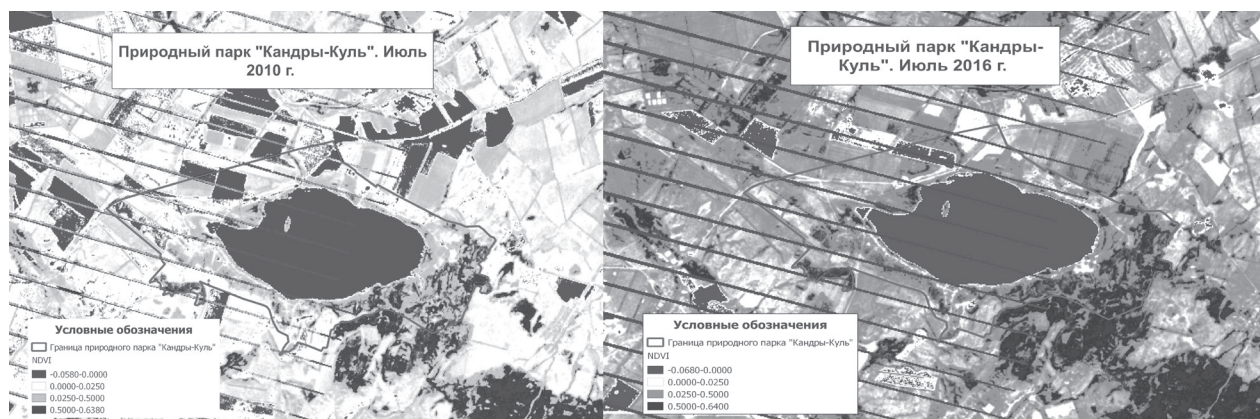 Природный парк "Кандры-Куль". Июль
2010 г.
Условные обозначения
Граница природного парка "Кандры-Куль"
NDVI
-0.0580-0.0000
0.0000-0.0250
0.0250-0.5000
0.5000-0.6380
Природный парк "Кандры-
Куль". Июль 2016 г.
Условные обозначения
Граница природного парка "Кандры-Куль"
NDVI
-0.0680-0.0000
0.0000-0.0250
0.0250-0.5000
0.5000-0.6400